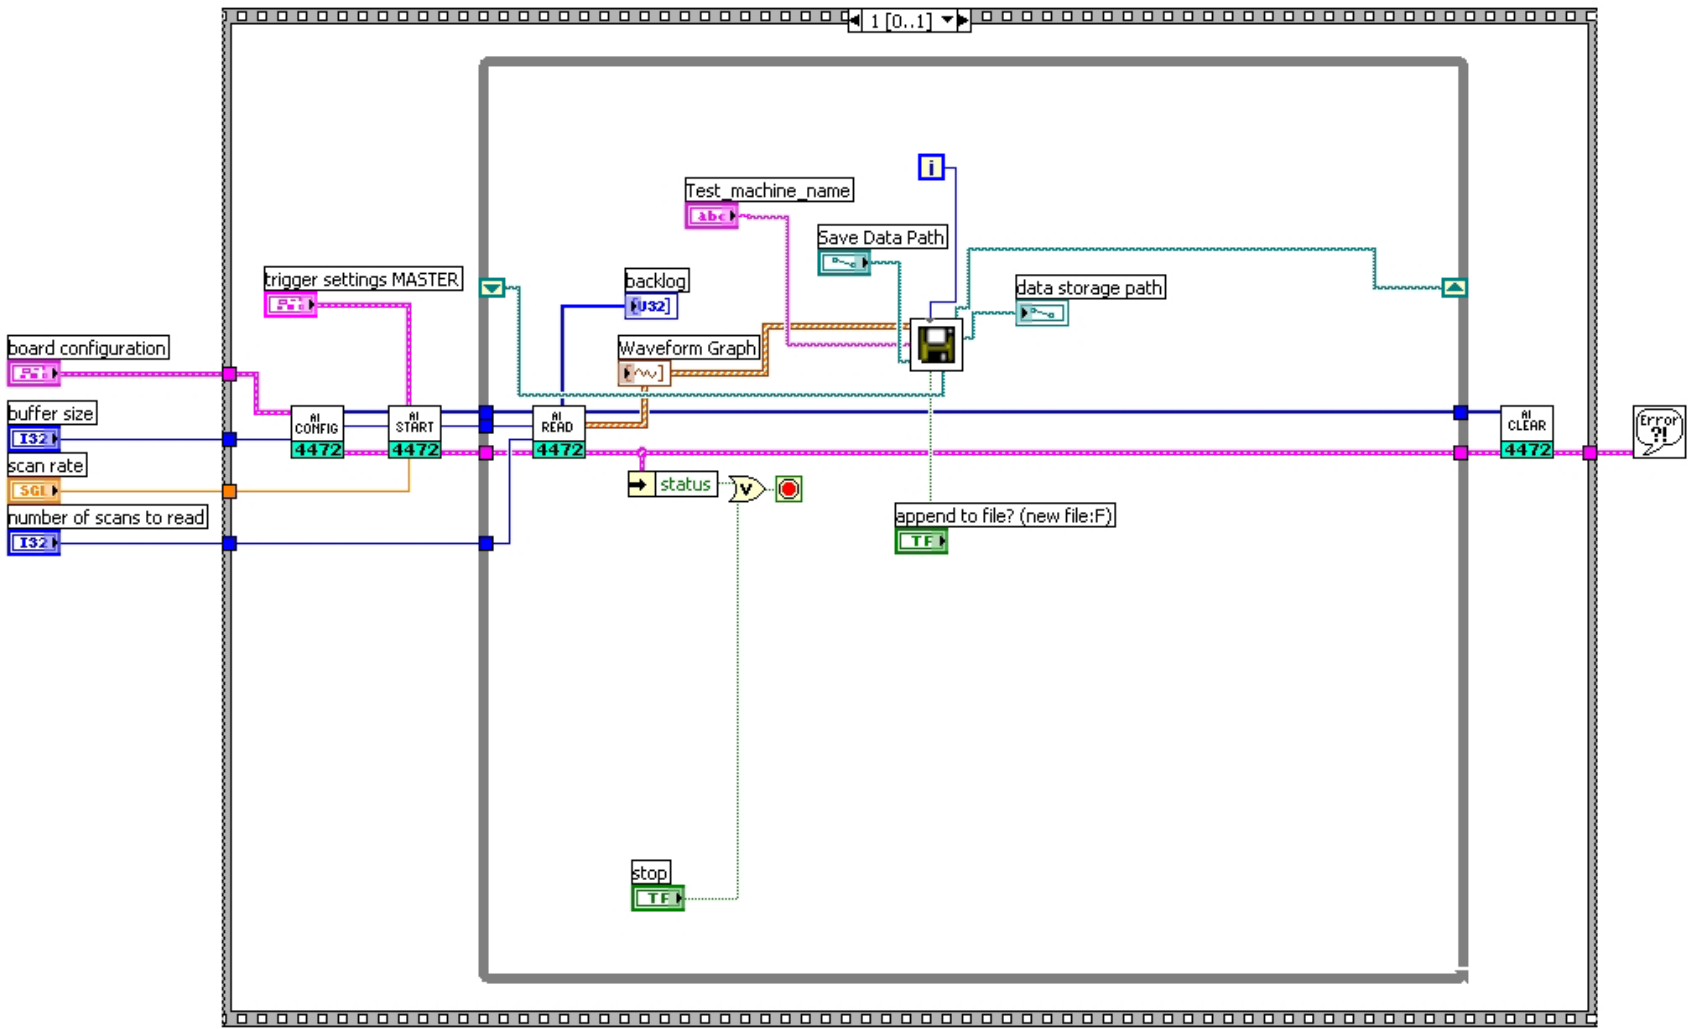 1 [0..1]
i
Test_machine_name
abc
Save Data Path
trigger settings MASTER
backlog
U32]
data storage path
board configuration
Waveform Graph
buffer size
I32
AI
CONFIG
4472
AI
START
4472
AI
READ
4472
AI
CLEAR
4472
Error
?!
scan rate
SGL
status
V
number of scans to read
I32
append to file? (new file:F)
TF
stop
TF